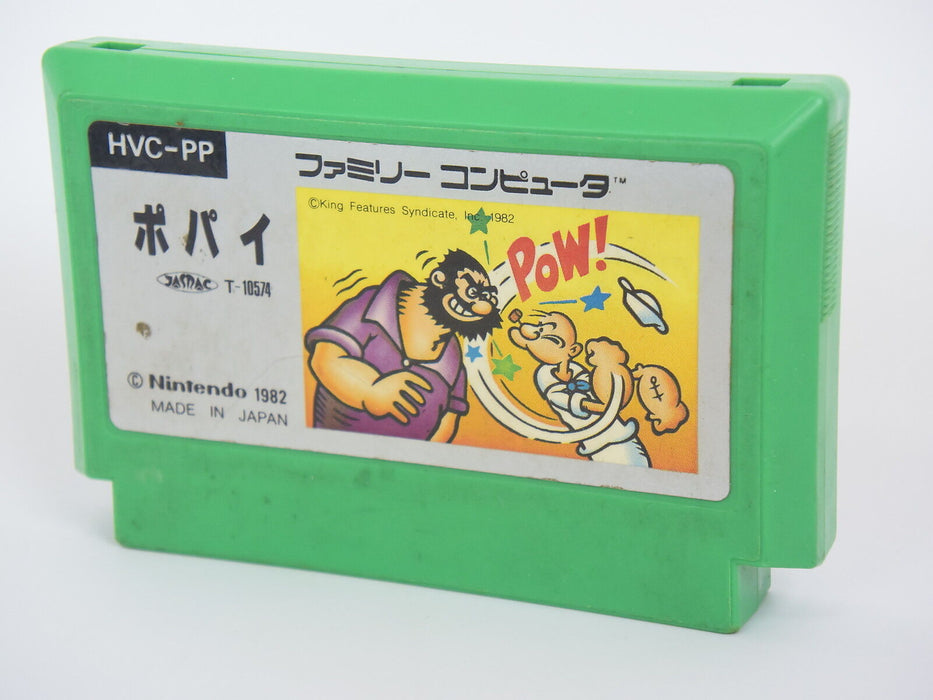 HVC-PP
ファミリー コンピュータ™
ポパイ
JASRAC T-10574
© Nintendo 1982
MADE IN JAPAN
©King Features Syndicate, Inc. 1982
POW!